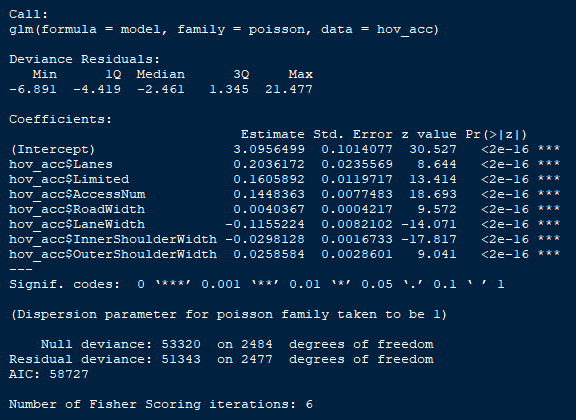 Call:
glm(formula = model, family = poisson, data = hov_acc)
Deviance Residuals:
Min 1Q Median 3Q Max
-6.891 -4.419 -2.461 1.345 21.477
Coefficients:
Estimate Std. Error z value Pr(>|z|)
(Intercept) 3.0956499 0.1014077 30.527 <2e-16 ***
hov_acc$Lanes 0.2036172 0.0235569 8.644 <2e-16 ***
hov_acc$Limited 0.1605892 0.0119717 13.414 <2e-16 ***
hov_acc$AccessNum 0.1448363 0.0077483 18.693 <2e-16 ***
hov_acc$RoadWidth 0.0040367 0.0004217 9.572 <2e-16 ***
hov_acc$LaneWidth -0.1155224 0.0082102 -14.071 <2e-16 ***
hov_acc$InnerShoulderWidth -0.0298128 0.0016733 -17.817 <2e-16 ***
hov_acc$OuterShoulderWidth 0.0258584 0.0028601 9.041 <2e-16 ***
---
Signif. codes: 0 ‘***’ 0.001 ‘**’ 0.01 ‘*’ 0.05 ‘.’ 0.1 ‘ ’ 1
(Dispersion parameter for poisson family taken to be 1)
Null deviance: 53320 on 2484 degrees of freedom
Residual deviance: 51343 on 2477 degrees of freedom
AIC: 58727
Number of Fisher Scoring iterations: 6